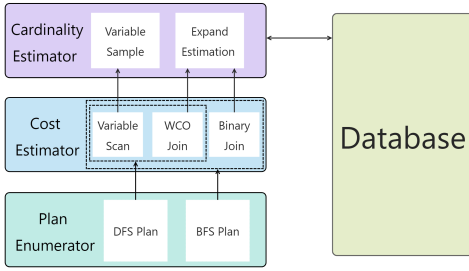 Cardinality
Estimator
Variable
Sample
Expand
Estimation
Cost
Estimator
Variable
Scan
WCO
Join
Binary
Join
Plan
Enumerator
DFS Plan
BFS Plan
Database